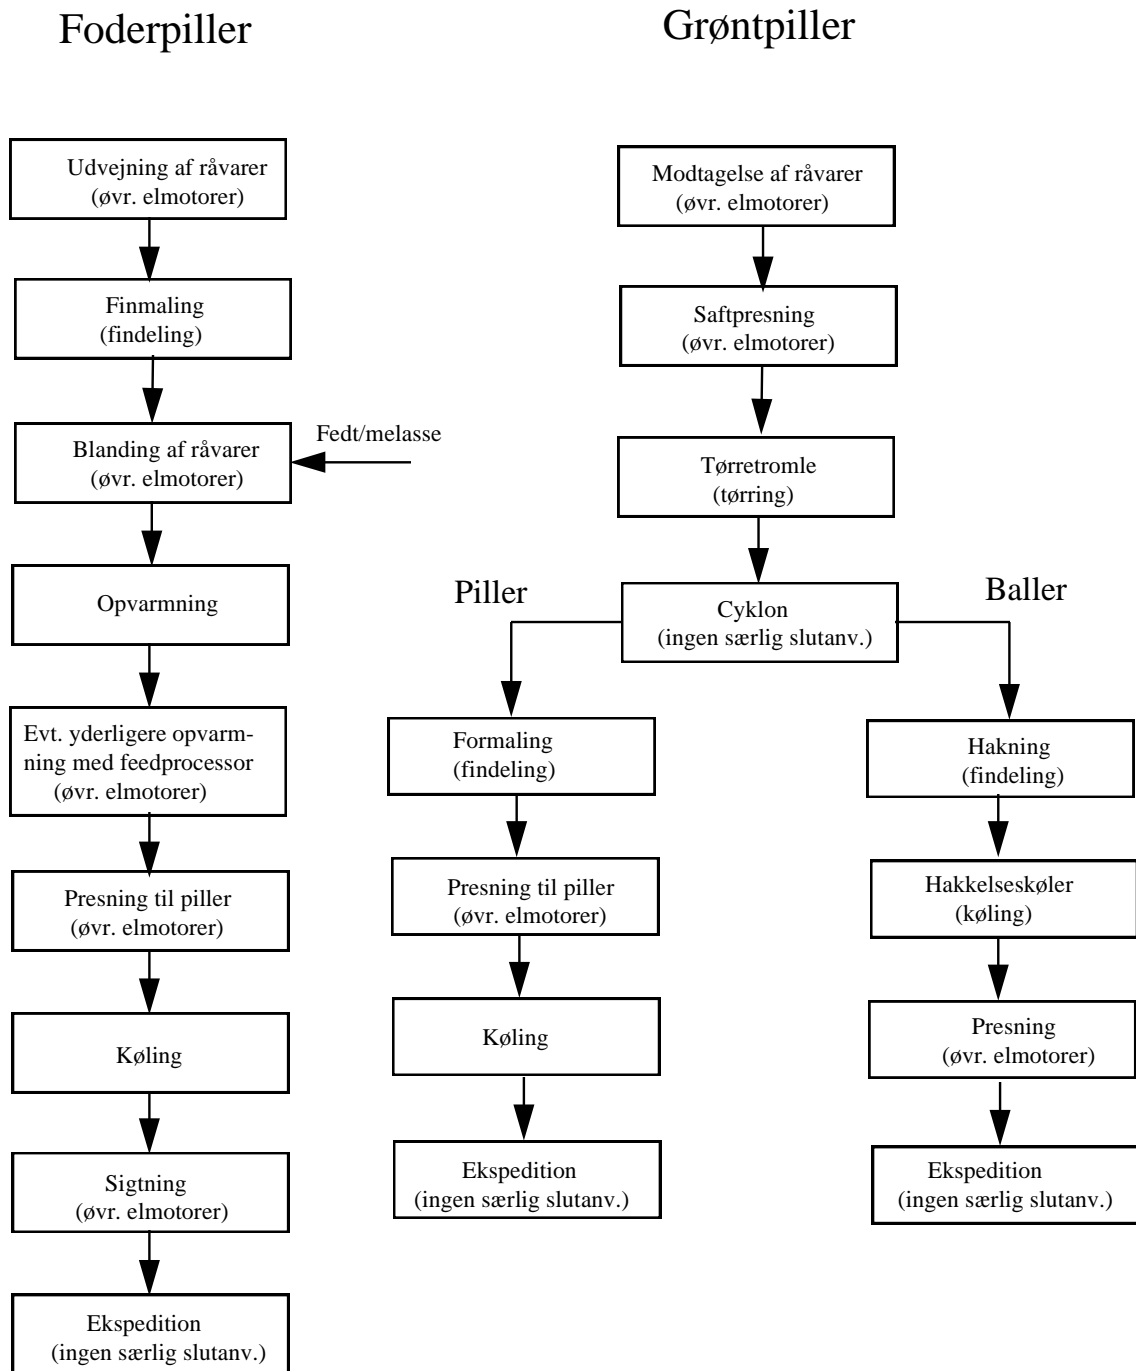 Foderpiller
Udvejning af råvarer
(øvr. elmotorer)
Finmaling
(findeling)
Blanding af råvarer
(øvr. elmotorer)
Fedt/melasse
Opvarmning
Evt. yderligere opvarm-
ning med feedprocessor
(øvr. elmotorer)
Presning til piller
(øvr. elmotorer)
Køling
Sigtning
(øvr. elmotorer)
Ekspedition
(ingen særlig slutanv.)
Grøntpiller
Modtagelse af råvarer
(øvr. elmotorer)
Saftpresning
(øvr. elmotorer)
Tørretromle
(tørring)
Cyklon
(ingen særlig slutanv.)
Piller
Formaling
(findeling)
Presning til piller
(øvr. elmotorer)
Køling
Ekspedition
(ingen særlig slutanv.)
Baller
Hakning
(findeling)
Hakkelseskøler
(køling)
Presning
(øvr. elmotorer)
Ekspedition
(ingen særlig slutanv.)